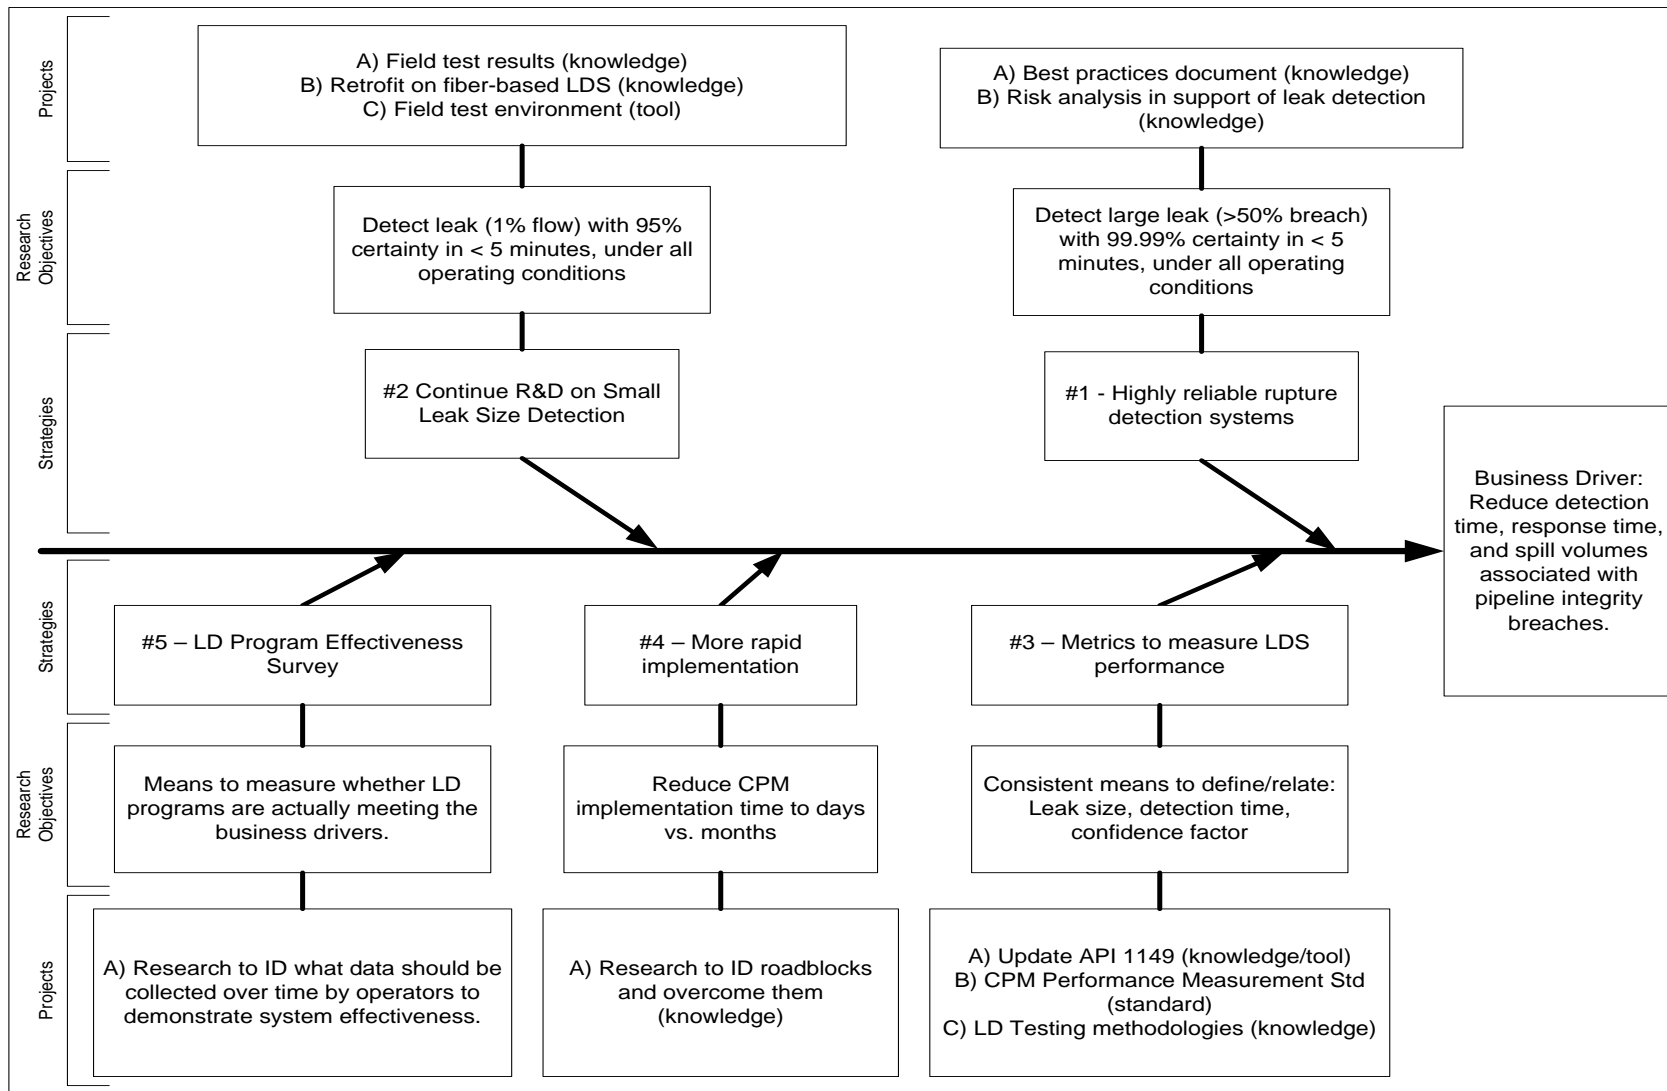 Projects
A) Field test results (knowledge)
B) Retrofit on fiber-based LDS (knowledge)
C) Field test environment (tool)
A) Best practices document (knowledge)
B) Risk analysis in support of leak detection
(knowledge)
Research
Objectives
Detect leak (1% flow) with 95%
certainty in < 5 minutes, under all
operating conditions
Detect large leak (>50% breach)
with 99.99% certainty in < 5
minutes, under all operating
conditions
Strategies
#2 Continue R&D on Small
Leak Size Detection
#1 - Highly reliable rupture
detection systems
Business Driver:
Reduce detection
time, response time,
and spill volumes
associated with
pipeline integrity
breaches.
Strategies
#5 – LD Program Effectiveness
Survey
#4 – More rapid
implementation
#3 – Metrics to measure LDS
performance
Research
Objectives
Means to measure whether LD
programs are actually meeting the
business drivers.
Reduce CPM
implementation time to days
vs. months
Consistent means to define/relate:
Leak size, detection time,
confidence factor
Projects
A) Research to ID what data should be
collected over time by operators to
demonstrate system effectiveness.
A) Research to ID roadblocks
and overcome them
(knowledge)
A) Update API 1149 (knowledge/tool)
B) CPM Performance Measurement Std
(standard)
C) LD Testing methodologies (knowledge)